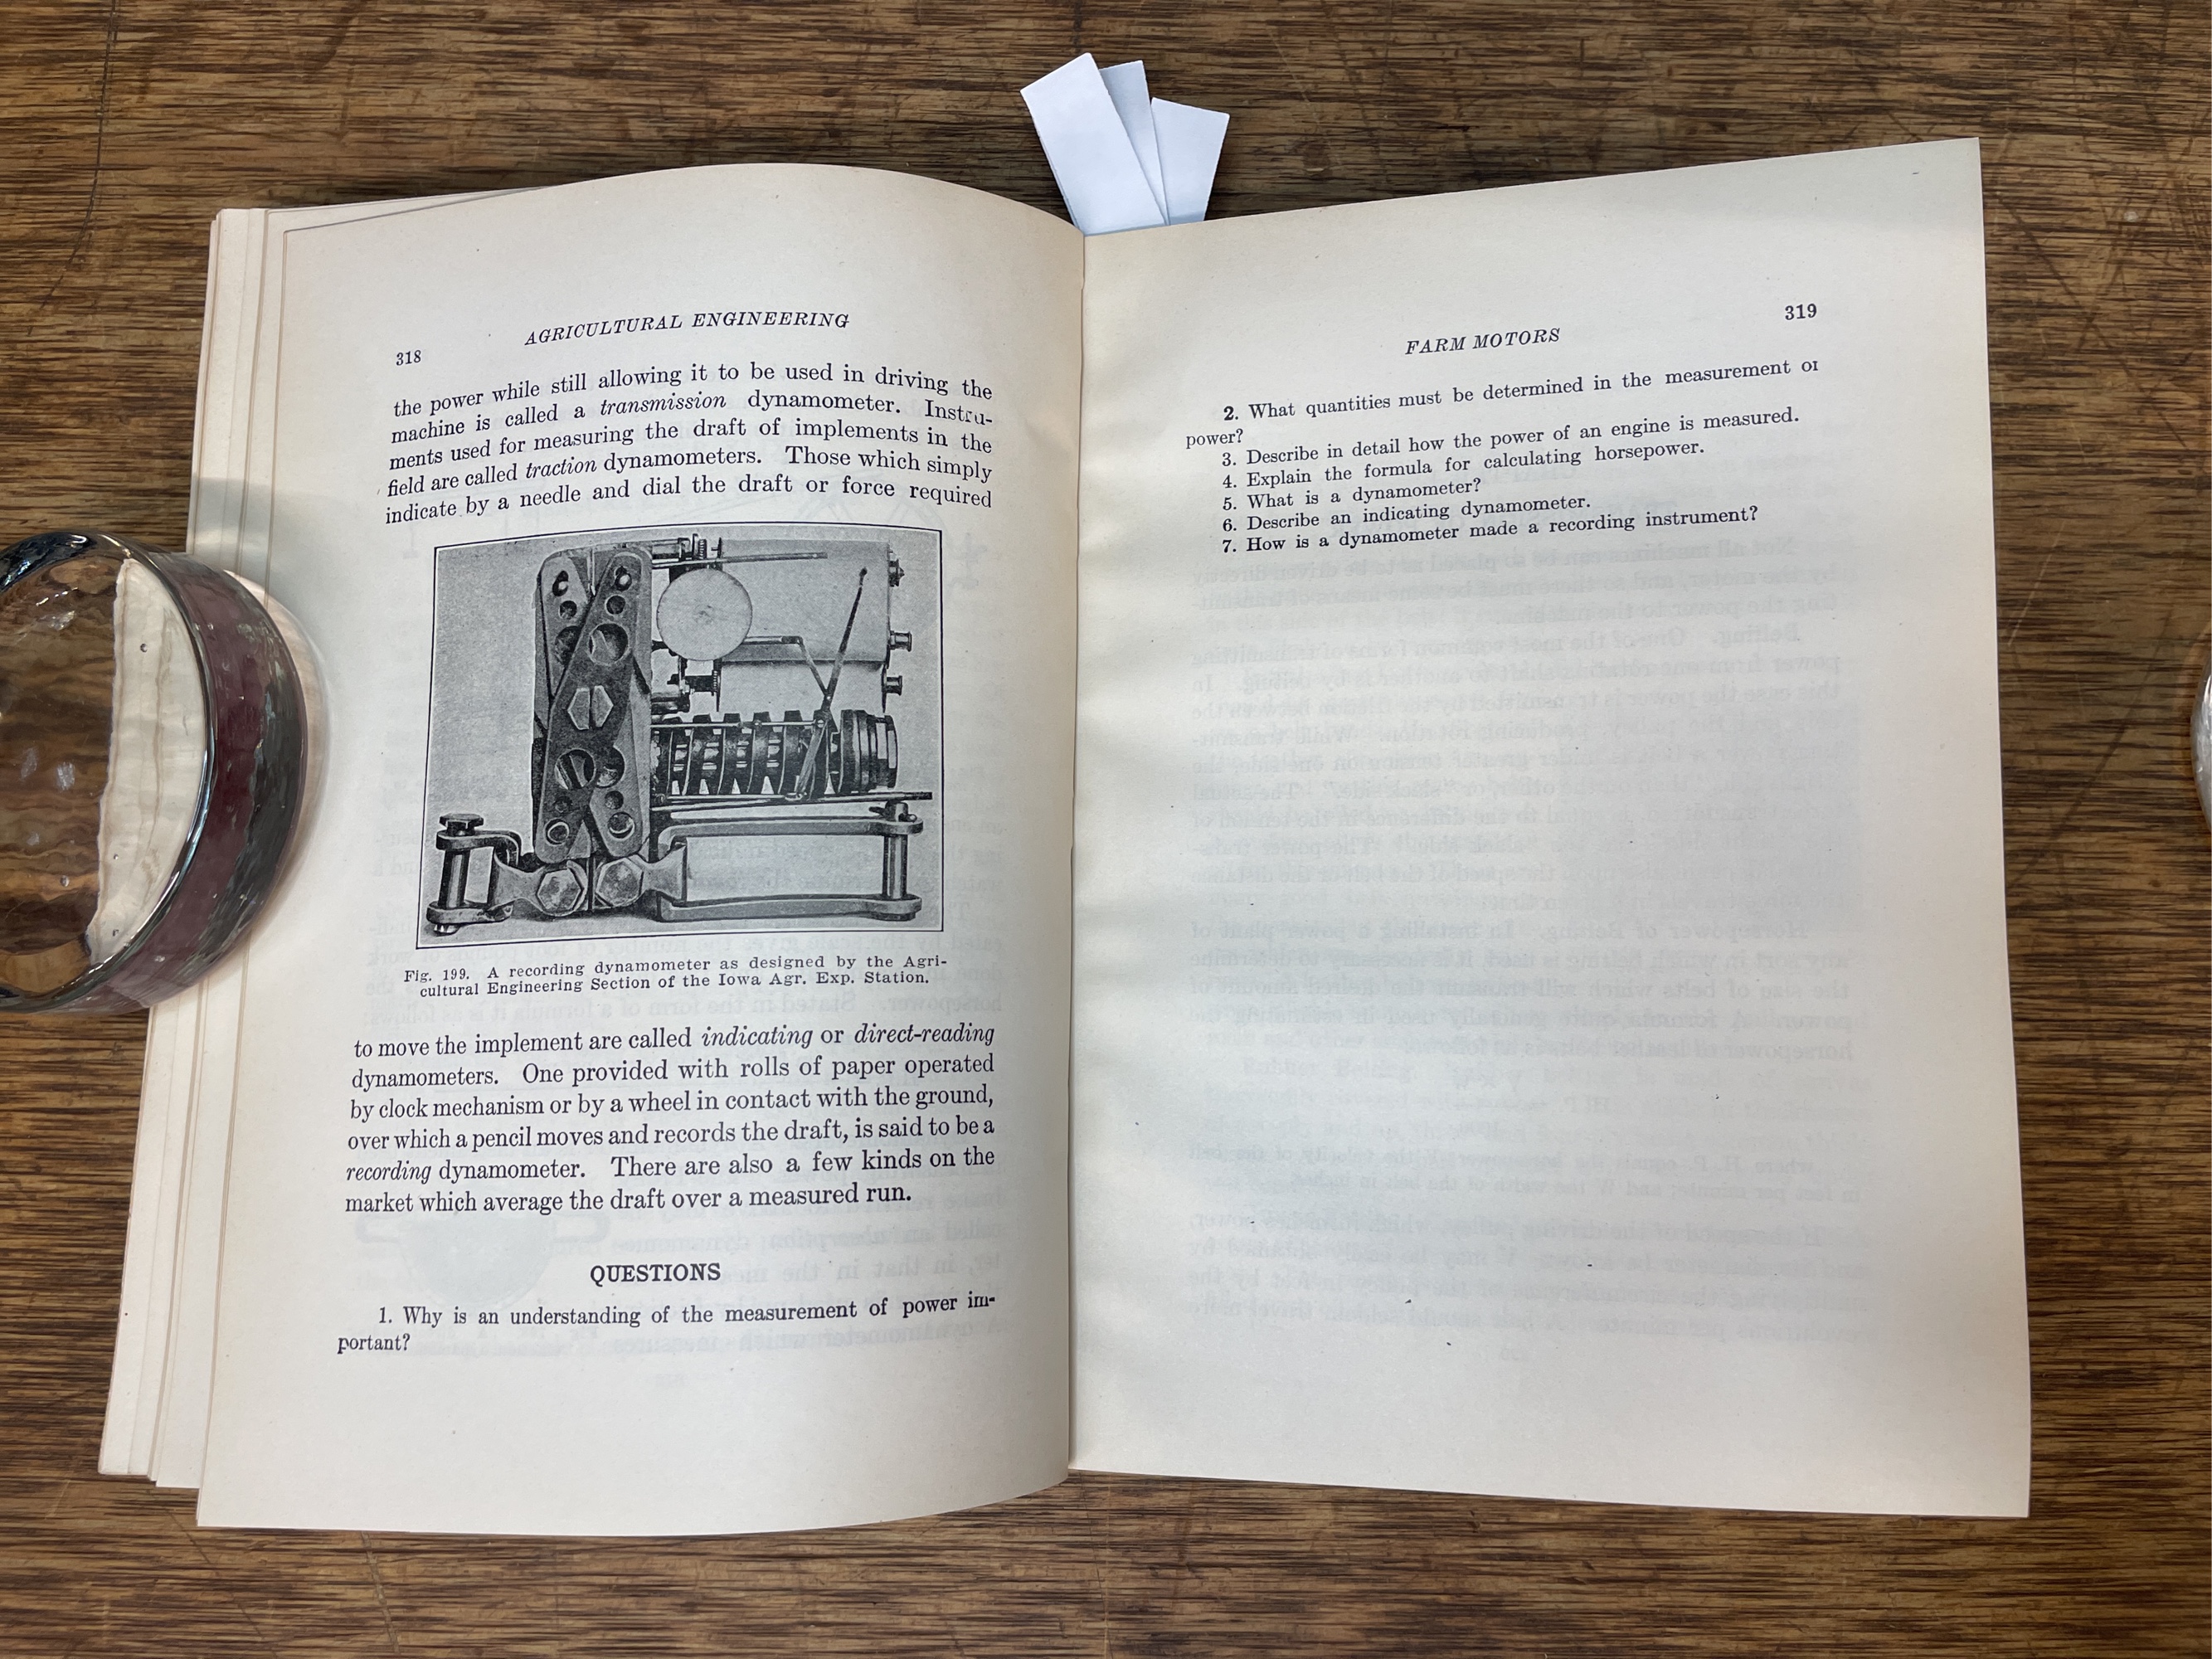 318
AGRICULTURAL ENGINEERING
the power while still allowing it to be used in driving the
machine is called a transmission dynamometer. Instru-
ments used for measuring the draft of implements in the
field are called traction dynamometers. Those which simply
indicate by a needle and dial the draft or force required
Fig. 199. A recording dynamometer as designed by the Agri-
cultural Engineering Section of the Iowa Agr. Exp. Station.
to move the implement are called indicating or direct-reading
dynamometers. One provided with rolls of paper operated
by clock mechanism or by a wheel in contact with the ground,
over which a pencil moves and records the draft, is said to be a
recording dynamometer. There are also a few kinds on the
market which average the draft over a measured run.
QUESTIONS
1. Why is an understanding of the measurement of power im-
portant?
FARM MOTORS
319
2. What quantities must be determined in the measurement of
power?
3. Describe in detail how the power of an engine is measured.
4. Explain the formula for calculating horsepower.
5. What is a dynamometer?
6. Describe an indicating dynamometer.
7. How is a dynamometer made a recording instrument?